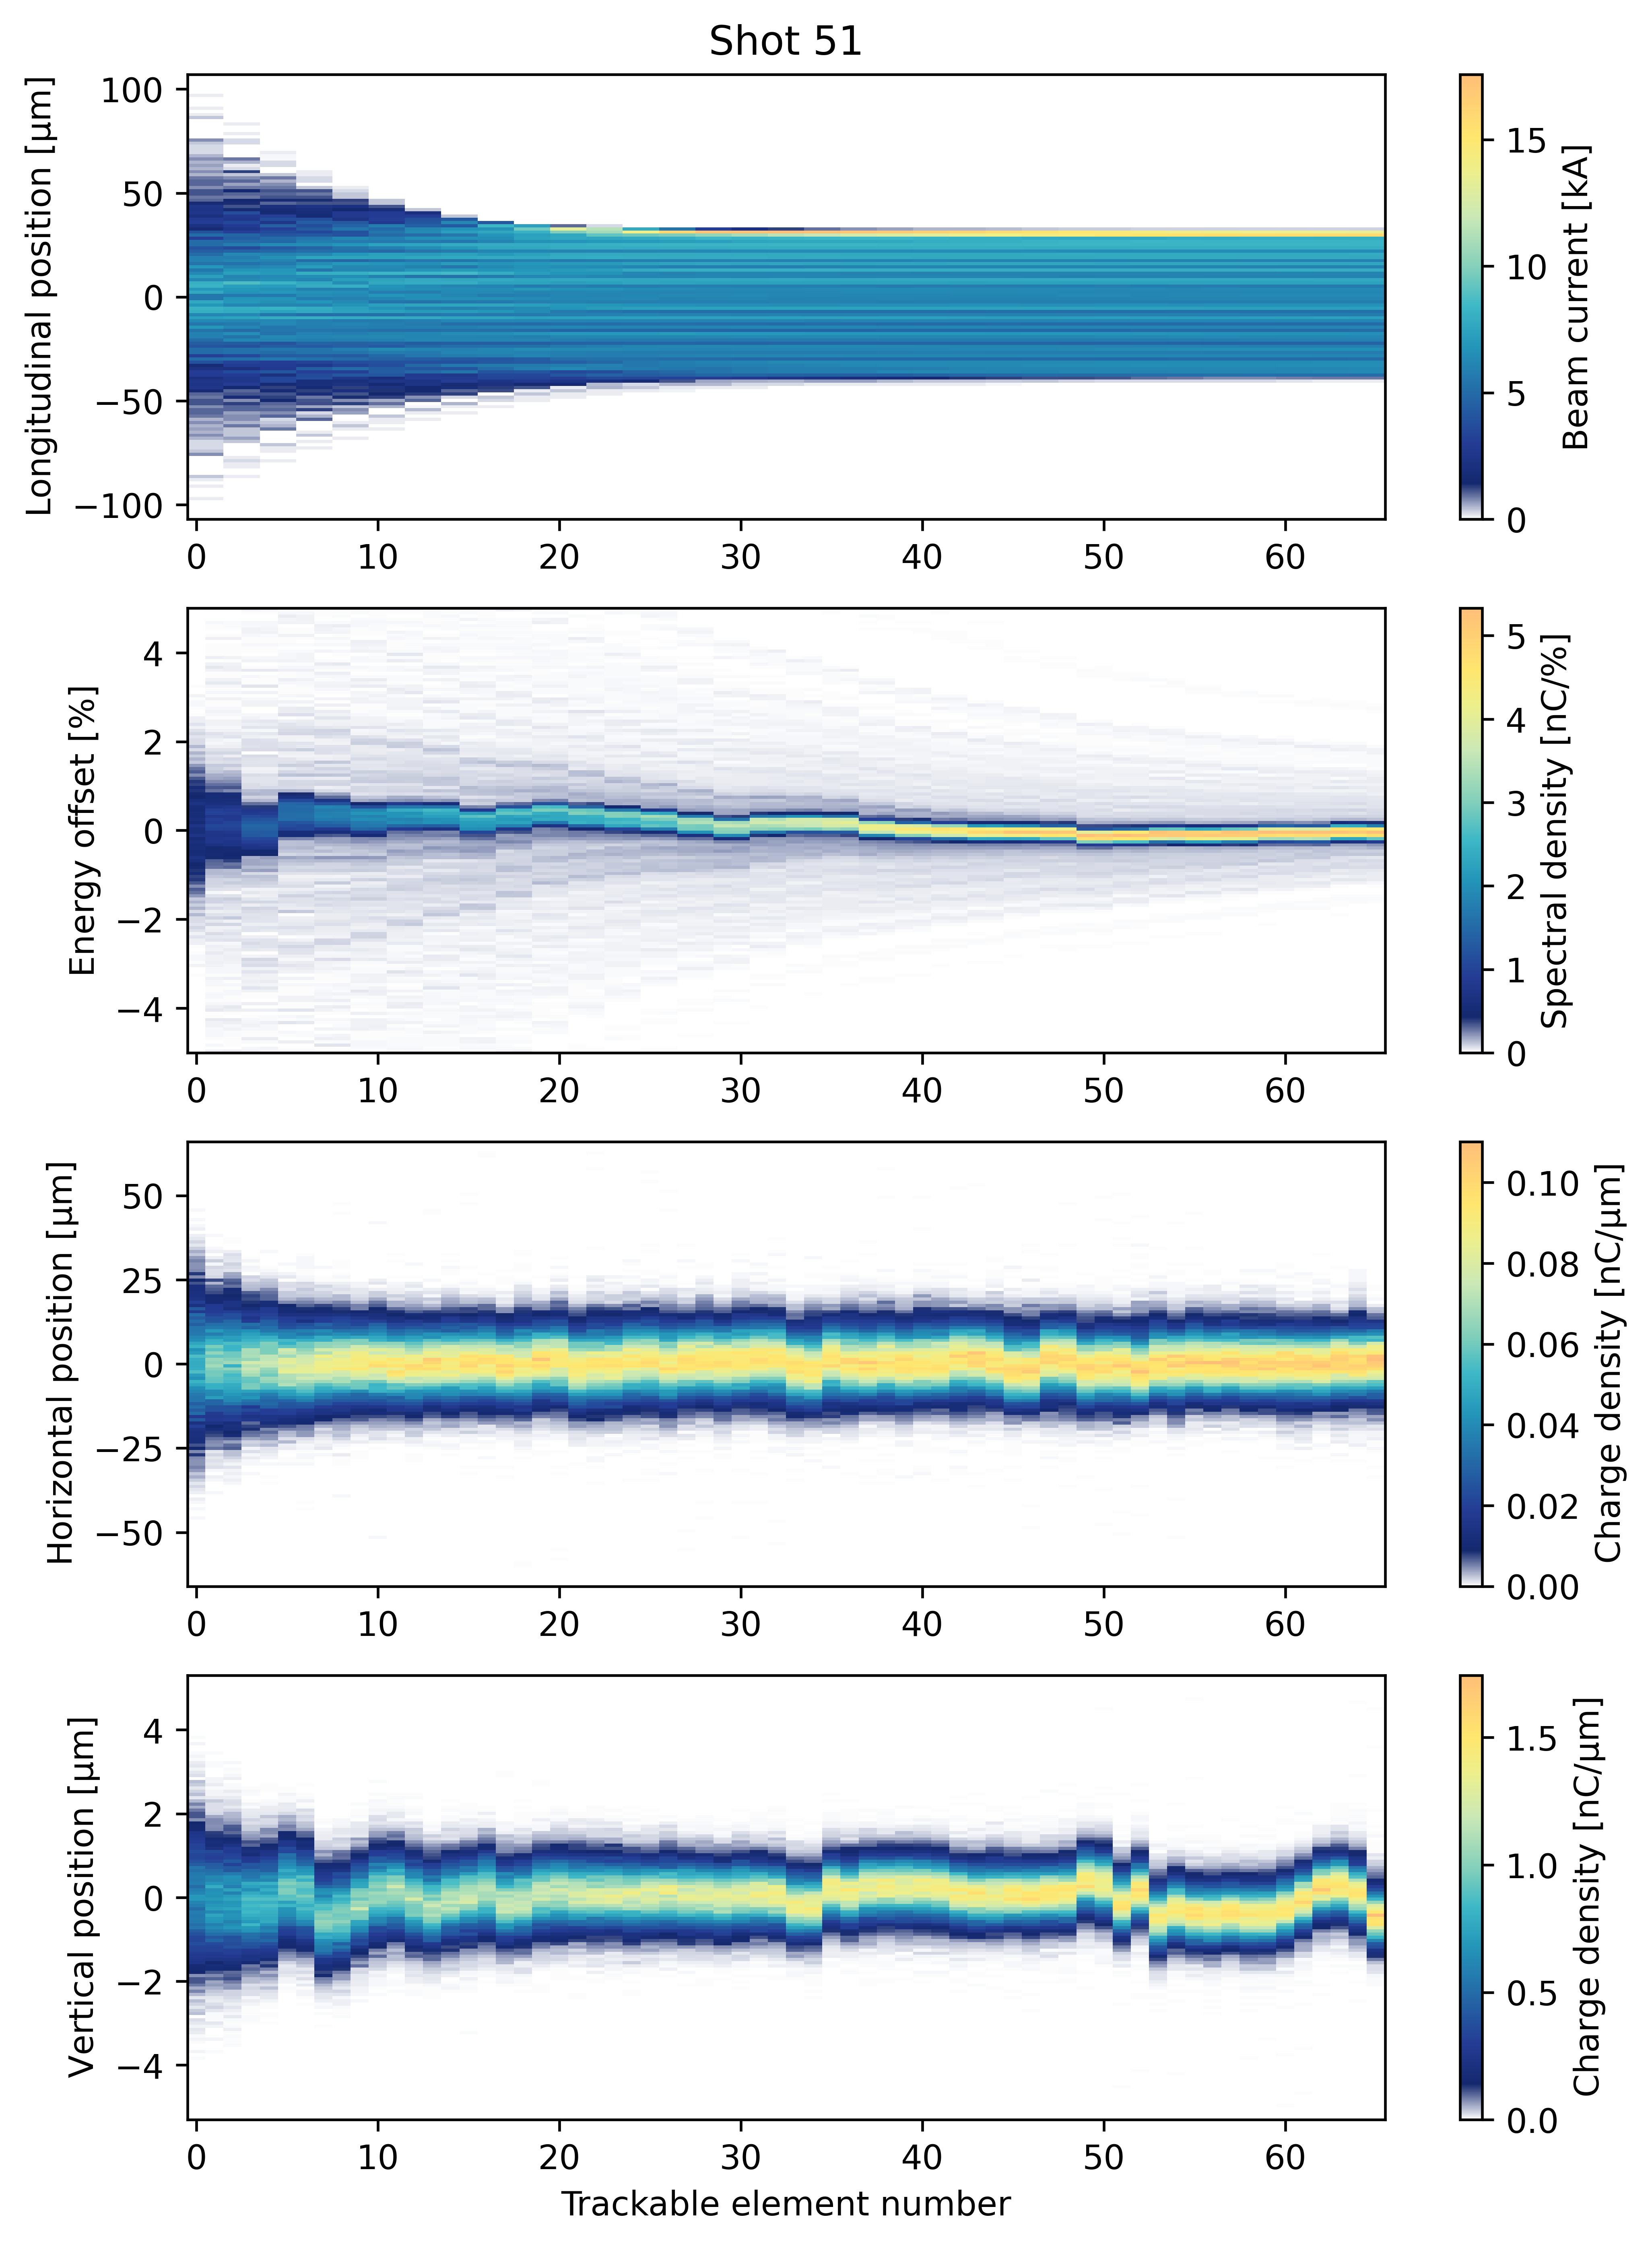 Shot 51
Longitudinal position [µm]
100
50
0
−50
−100
0 10 20 30 40 50 60
15
10
5
0
Beam current [kA]
Energy offset [%]
4
2
0
−2
−4
0 10 20 30 40 50 60
5
4
3
2
1
0
Spectral density [nC/%]
Horizontal position [µm]
50
25
0
−25
−50
0 10 20 30 40 50 60
0.10
0.08
0.06
0.04
0.02
0.00
Charge density [nC/µm]
Vertical position [µm]
4
2
0
−2
−4
0 10 20 30 40 50 60
Trackable element number
1.5
1.0
0.5
0.0
Charge density [nC/µm]